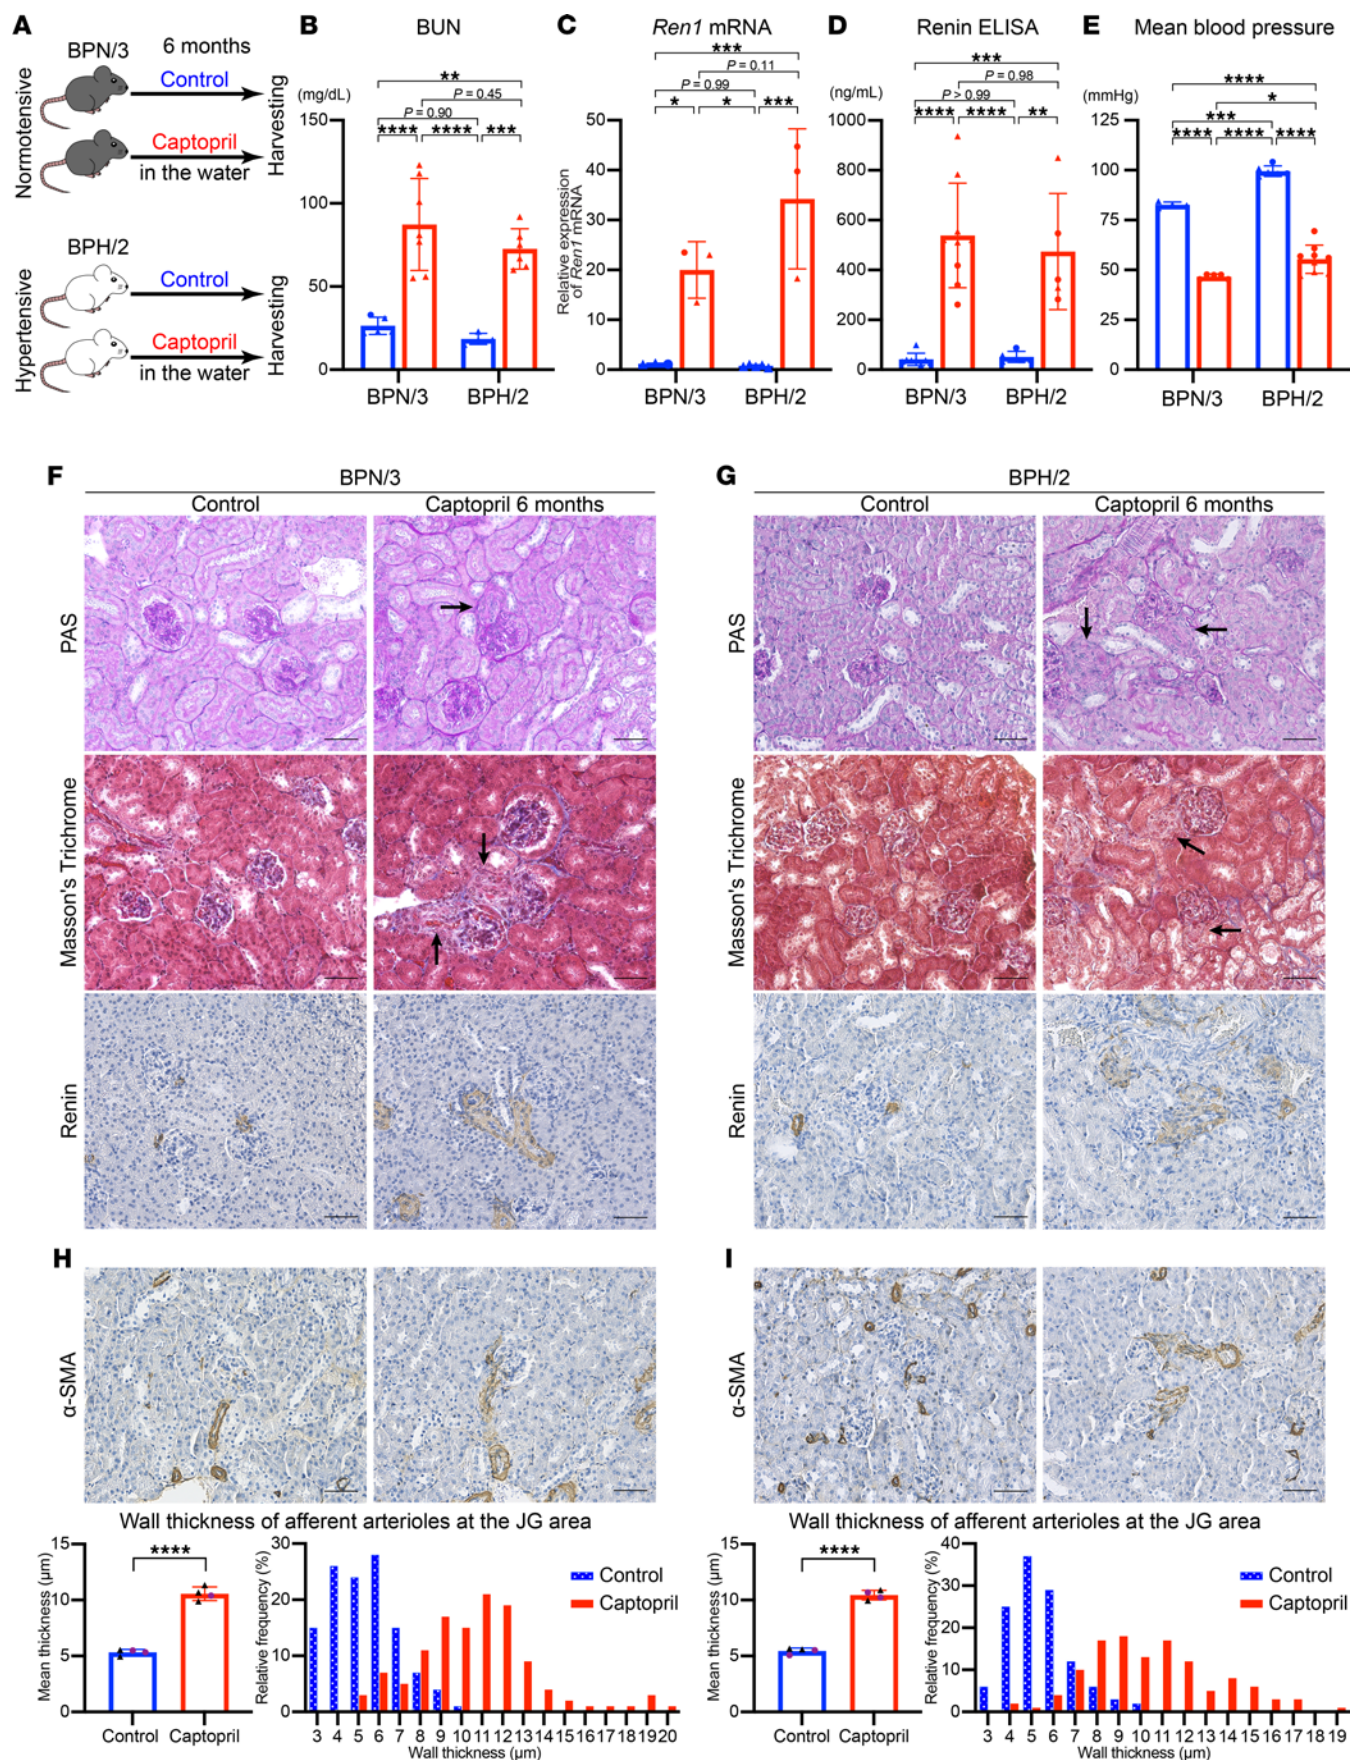 A
BPN/3 6 months
Normotensive
Control
Captopril
in the water
Harvesting
BPH/2
Hypertensive
Control
Captopril
in the water
Harvesting
B
BUN
(mg/dL)
**
P = 0.45
P = 0.90
**** **** ***
150
100
50
0
BPN/3 BPH/2
C
Ren1 mRNA
***
P = 0.11
P = 0.99
* * ***
Relative expression
of Ren1 mRNA
50
40
30
20
10
0
BPN/3 BPH/2
D
Renin ELISA
(ng/mL)
***
P = 0.98
P > 0.99
**** **** **
1000
800
600
400
200
0
BPN/3 BPH/2
E
Mean blood pressure
(mmHg)
****
*
***
**** **** ****
125
100
75
50
25
0
BPN/3 BPH/2
F
BPN/3
Control Captopril 6 months
PAS
Masson's Trichrome
Renin
G
BPH/2
Control Captopril 6 months
PAS
Masson's Trichrome
Renin
H
α-SMA
Wall thickness of afferent arterioles at the JG area
Mean thickness (µm)
15
10
5
0
****
Control Captopril
Relative frequency (%)
30
20
10
0
3 4 5 6 7 8 9 10 11 12 13 14 15 16 17 18 19 20
Wall thickness (µm)
Control
Captopril
I
α-SMA
Wall thickness of afferent arterioles at the JG area
Mean thickness (µm)
15
10
5
0
****
Control Captopril
Relative frequency (%)
40
30
20
10
0
3 4 5 6 7 8 9 10 11 12 13 14 15 16 17 18 19
Wall thickness (µm)
Control
Captopril